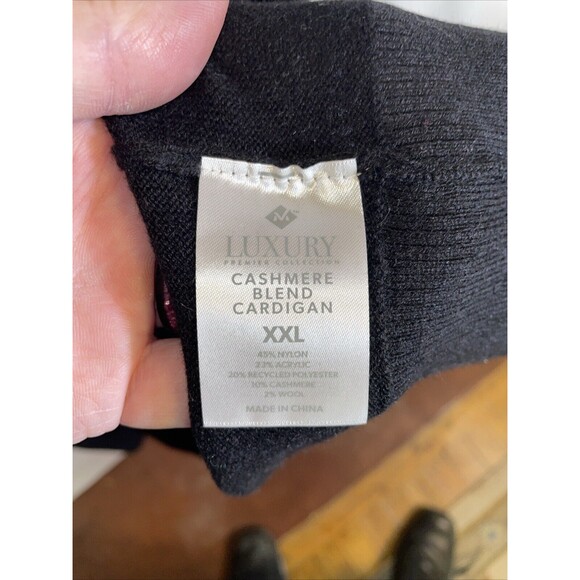 M
LUXURY
PREMIER COLLECTION
CASHMERE
BLEND
CARDIGAN
XXL
45% NYLON
23% ACRYLIC
20% RECYCLED POLYESTER
10% CASHMERE
2% WOOL
MADE IN CHINA